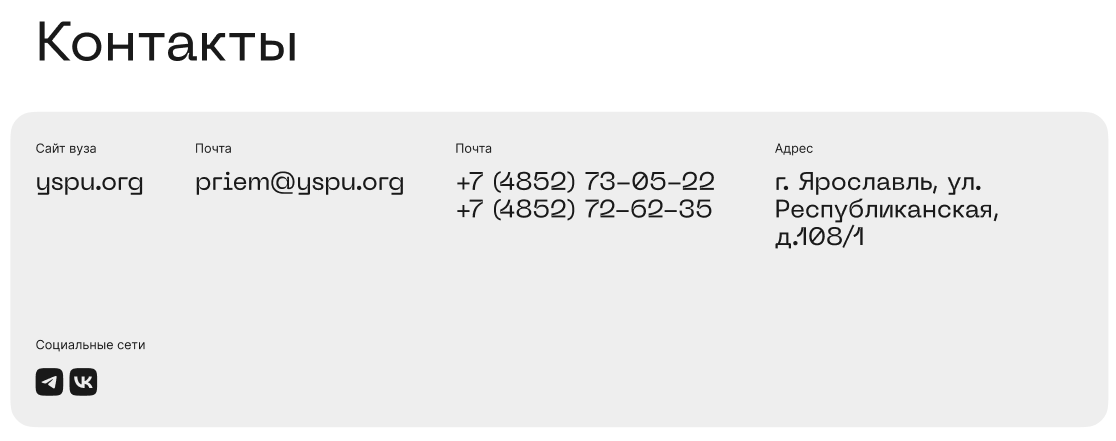 Контакты
Сайт вуза
yspu.org
Почта
priem@yspu.org
Почта
+7 (4852) 73-05-22
+7 (4852) 72-62-35
Адрес
г. Ярославль, ул.
Республиканская,
д.108/1
Социальные сети